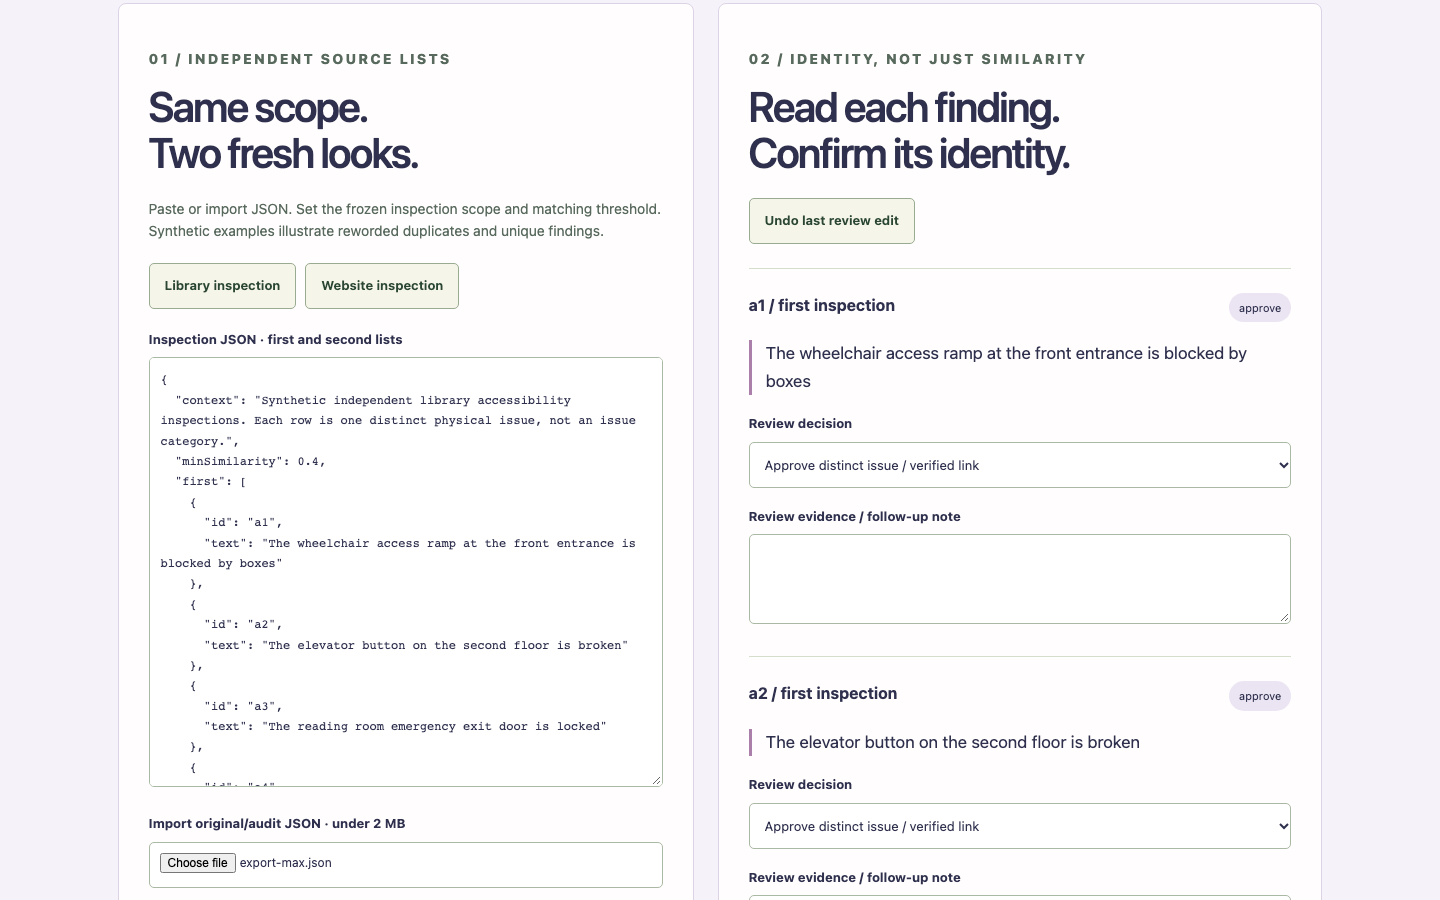 01 / INDEPENDENT SOURCE LISTS
Same scope.
Two fresh looks.
Paste or import JSON. Set the frozen inspection scope and matching threshold.
Synthetic examples illustrate reworded duplicates and unique findings.
Library inspection
Website inspection
Inspection JSON · first and second lists
{
"context": "Synthetic independent library accessibility
inspections. Each row is one distinct physical issue, not an issue
category.",
"minSimilarity": 0.4,
"first": [
{
"id": "a1",
"text": "The wheelchair access ramp at the front entrance is
blocked by boxes"
},
{
"id": "a2",
"text": "The elevator button on the second floor is broken"
},
{
"id": "a3",
"text": "The reading room emergency exit door is locked"
},
{
Import original/audit JSON · under 2 MB
Choose file export-max.json
02 / IDENTITY, NOT JUST SIMILARITY
Read each finding.
Confirm its identity.
Undo last review edit
a1 / first inspection
approve
The wheelchair access ramp at the front entrance is blocked by
boxes
Review decision
Approve distinct issue / verified link
Review evidence / follow-up note
a2 / first inspection
approve
The elevator button on the second floor is broken
Review decision
Approve distinct issue / verified link
Review evidence / follow-up note